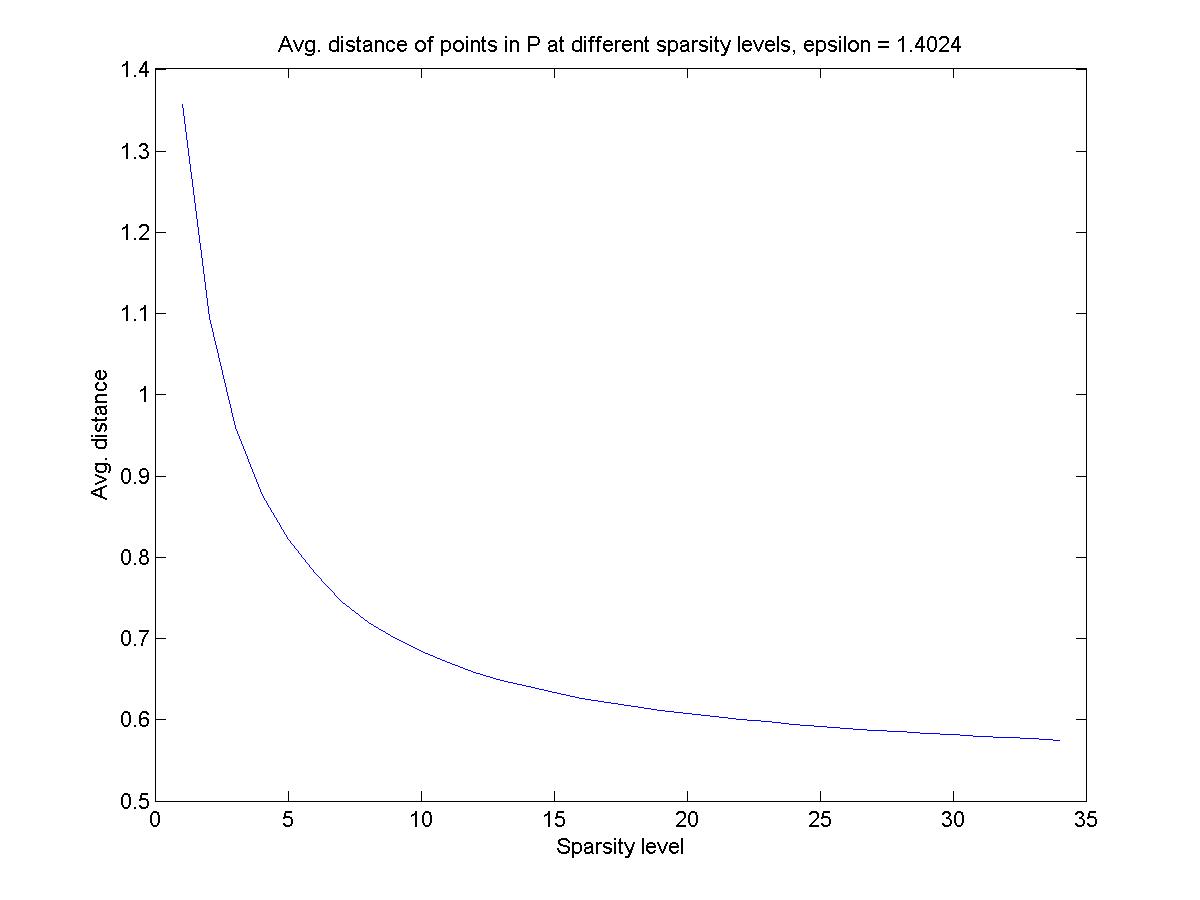 Avg. distance of points in P at different sparsity levels, epsilon = 1.4024
1.4
1.3
1.2
1.1
1
0.9
0.8
0.7
0.6
0.5
Avg. distance
0 5 10 15 20 25 30 35
Sparsity level